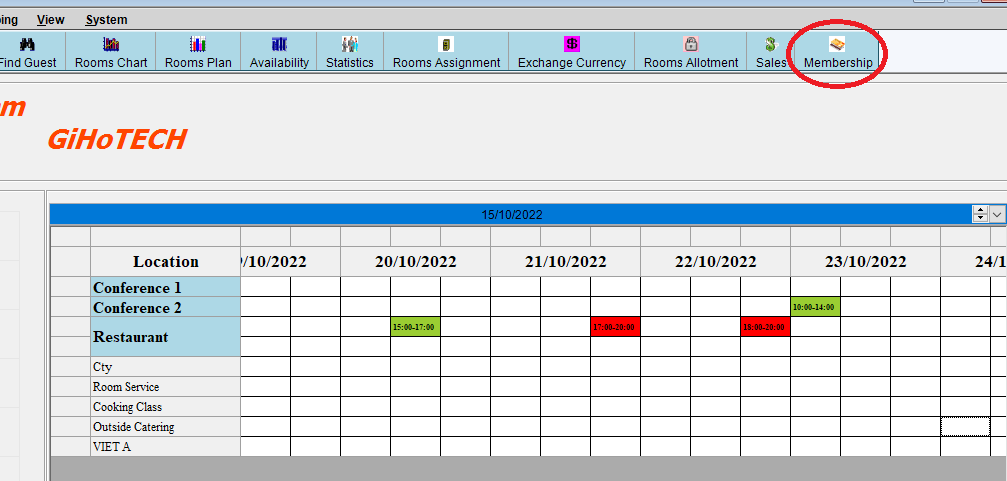 ing View System
Find Guest Rooms Chart Rooms Plan Availability Statistics Rooms Assignment Exchange Currency Rooms Allotment Sales Membership
em
GiHoTECH
15/10/2022
Location 9/10/2022 20/10/2022 21/10/2022 22/10/2022 23/10/2022 24/1
Conference 1
Conference 2 10:00-14:00
Restaurant 15:00-17:00 17:00-20:00 18:00-20:00
Cty
Room Service
Cooking Class
Outside Catering
VIET A